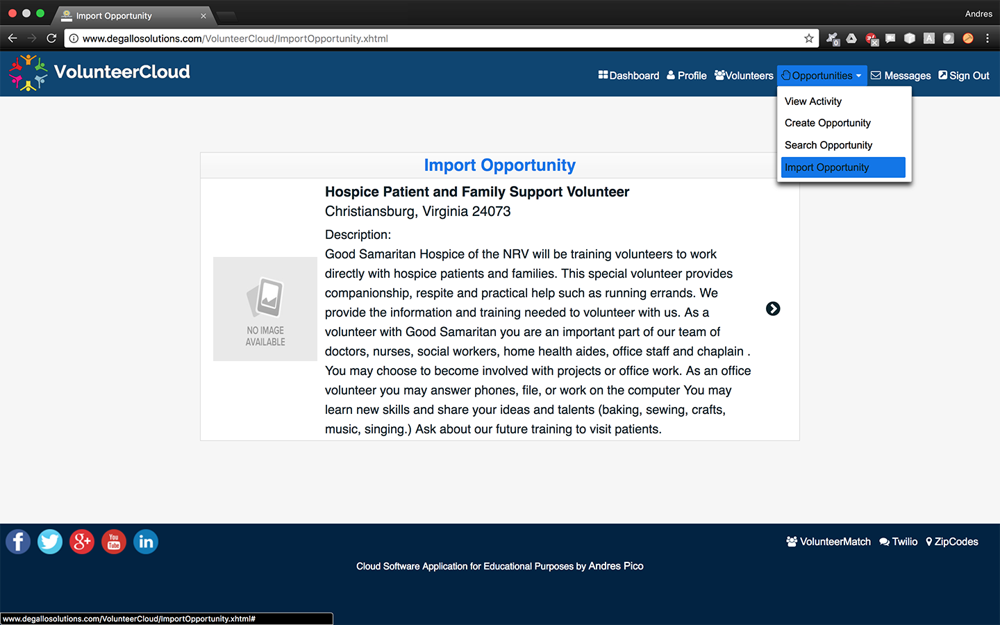 Import Opportunity
Andres
www.degallosolutions.com/VolunteerCloud/ImportOpportunity.xhtml
0
A
VolunteerCloud
Dashboard Profile Volunteers Opportunities Messages Sign Out
View Activity
Create Opportunity
Search Opportunity
Import Opportunity
Import Opportunity
Hospice Patient and Family Support Volunteer
Christiansburg, Virginia 24073
Description:
Good Samaritan Hospice of the NRV will be training volunteers to work
directly with hospice patients and families. This special volunteer provides
companionship, respite and practical help such as running errands. We
provide the information and training needed to volunteer with us. As a
volunteer with Good Samaritan you are an important part of our team of
doctors, nurses, social workers, home health aides, office staff and chaplain .
You may choose to become involved with projects or office work. As an office
volunteer you may answer phones, file, or work on the computer You may
learn new skills and share your ideas and talents (baking, sewing, crafts,
music, singing.) Ask about our future training to visit patients.
NO IMAGE
AVAILABLE
f g+ You Tube in
VolunteerMatch Twilio ZipCodes
Cloud Software Application for Educational Purposes by Andres Pico
www.degallosolutions.com/VolunteerCloud/ImportOpportunity.xhtml#